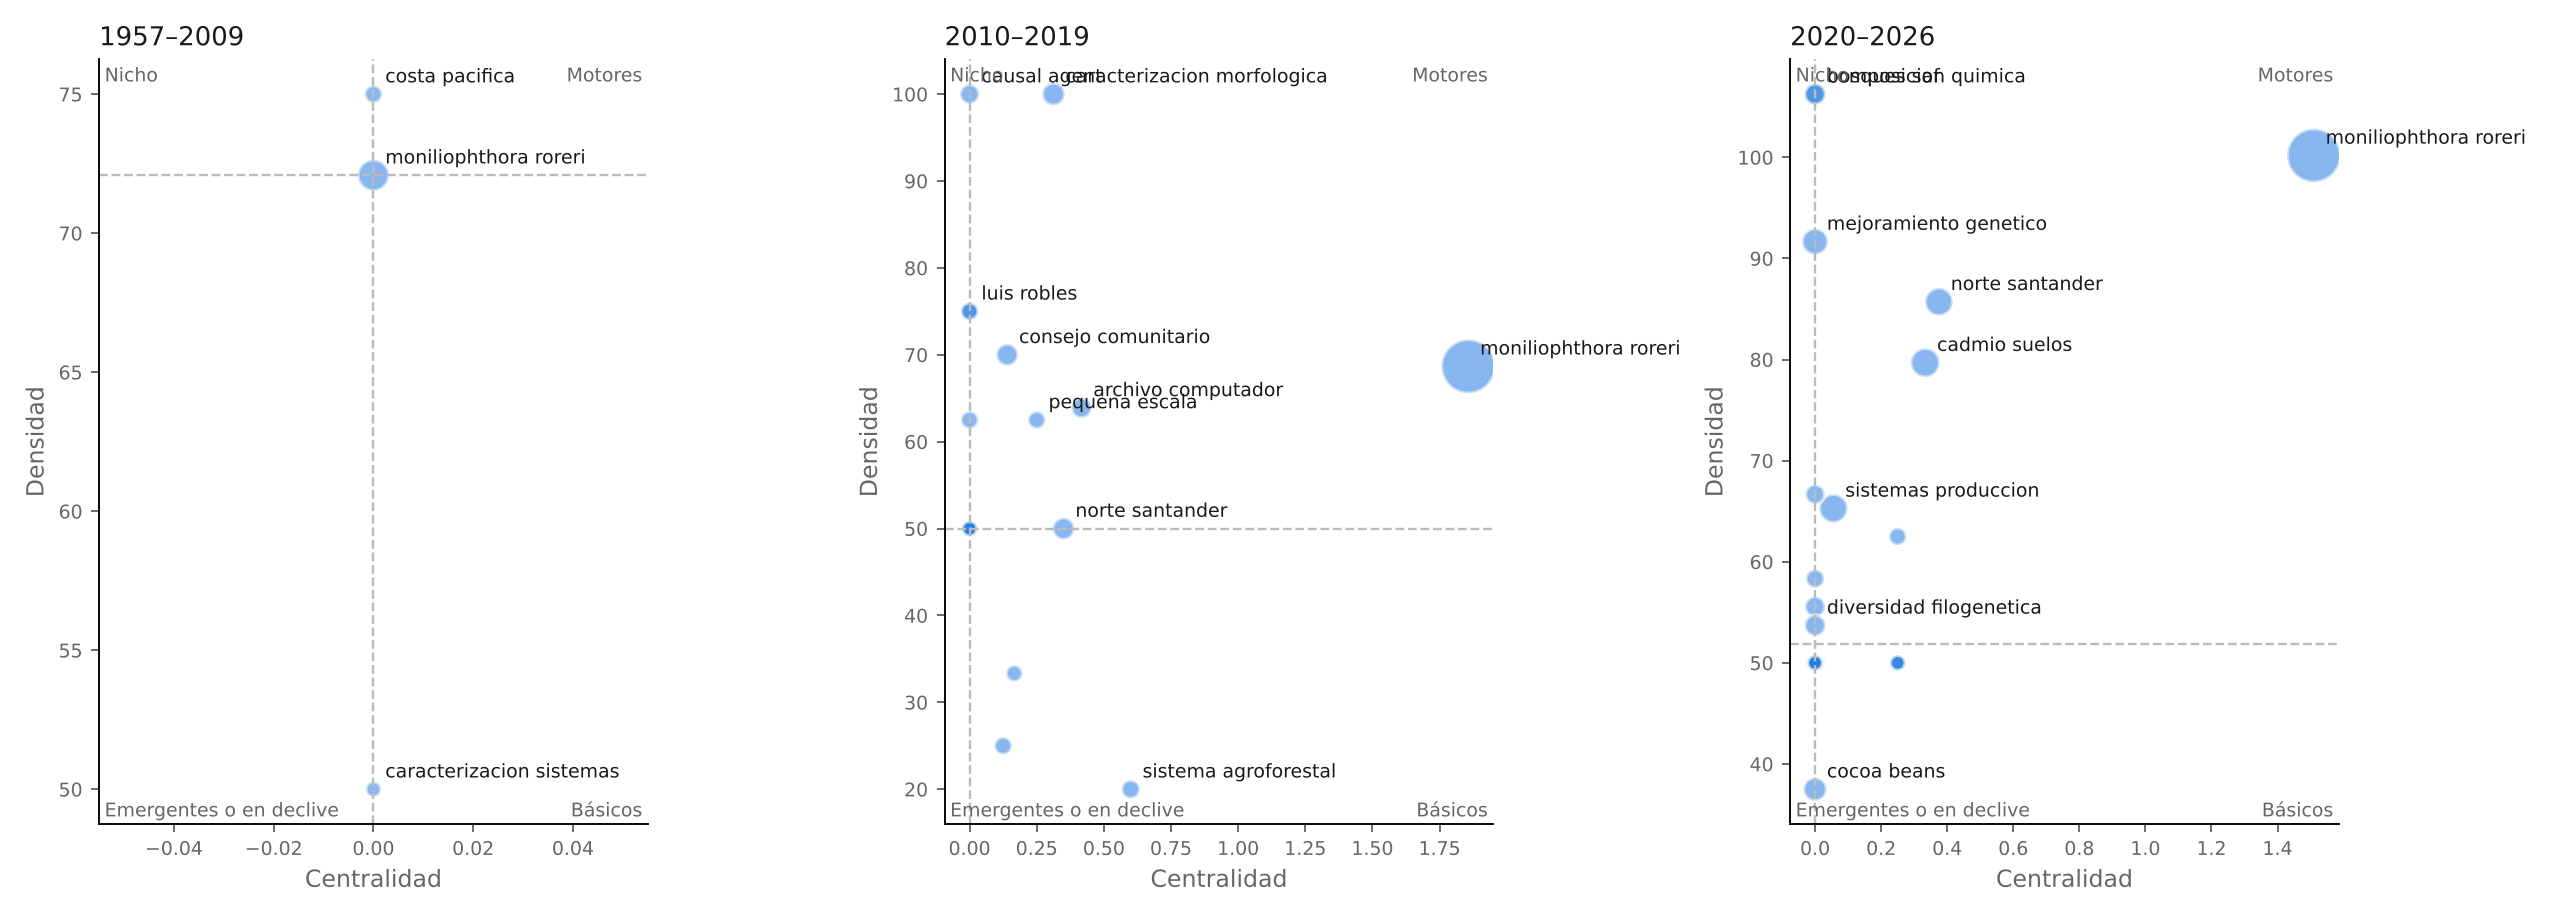 1957–2009
Nicho
costa pacifica
Motores
75
moniliophthora roreri
70
65
60
55
caracterizacion sistemas
50
Emergentes o en declive
Básicos
−0.04
−0.02
0.00
0.02
0.04
Densidad
Centralidad
2010–2019
Nicho
causal agent
caracterizacion morfologica
Motores
100
90
80
luis robles
consejo comunitario
70
moniliophthora roreri
archivo computador
pequena escala
60
norte santander
50
40
30
sistema agroforestal
20
Emergentes o en declive
Básicos
0.00
0.25
0.50
0.75
1.00
1.25
1.50
1.75
Densidad
Centralidad
2020–2026
Nicho
composicion quimica
Motores
moniliophthora roreri
100
mejoramiento genetico
90
norte santander
cadmio suelos
80
70
sistemas produccion
60
diversidad filogenetica
50
cocoa beans
40
Emergentes o en declive
Básicos
0.0
0.2
0.4
0.6
0.8
1.0
1.2
1.4
Densidad
Centralidad